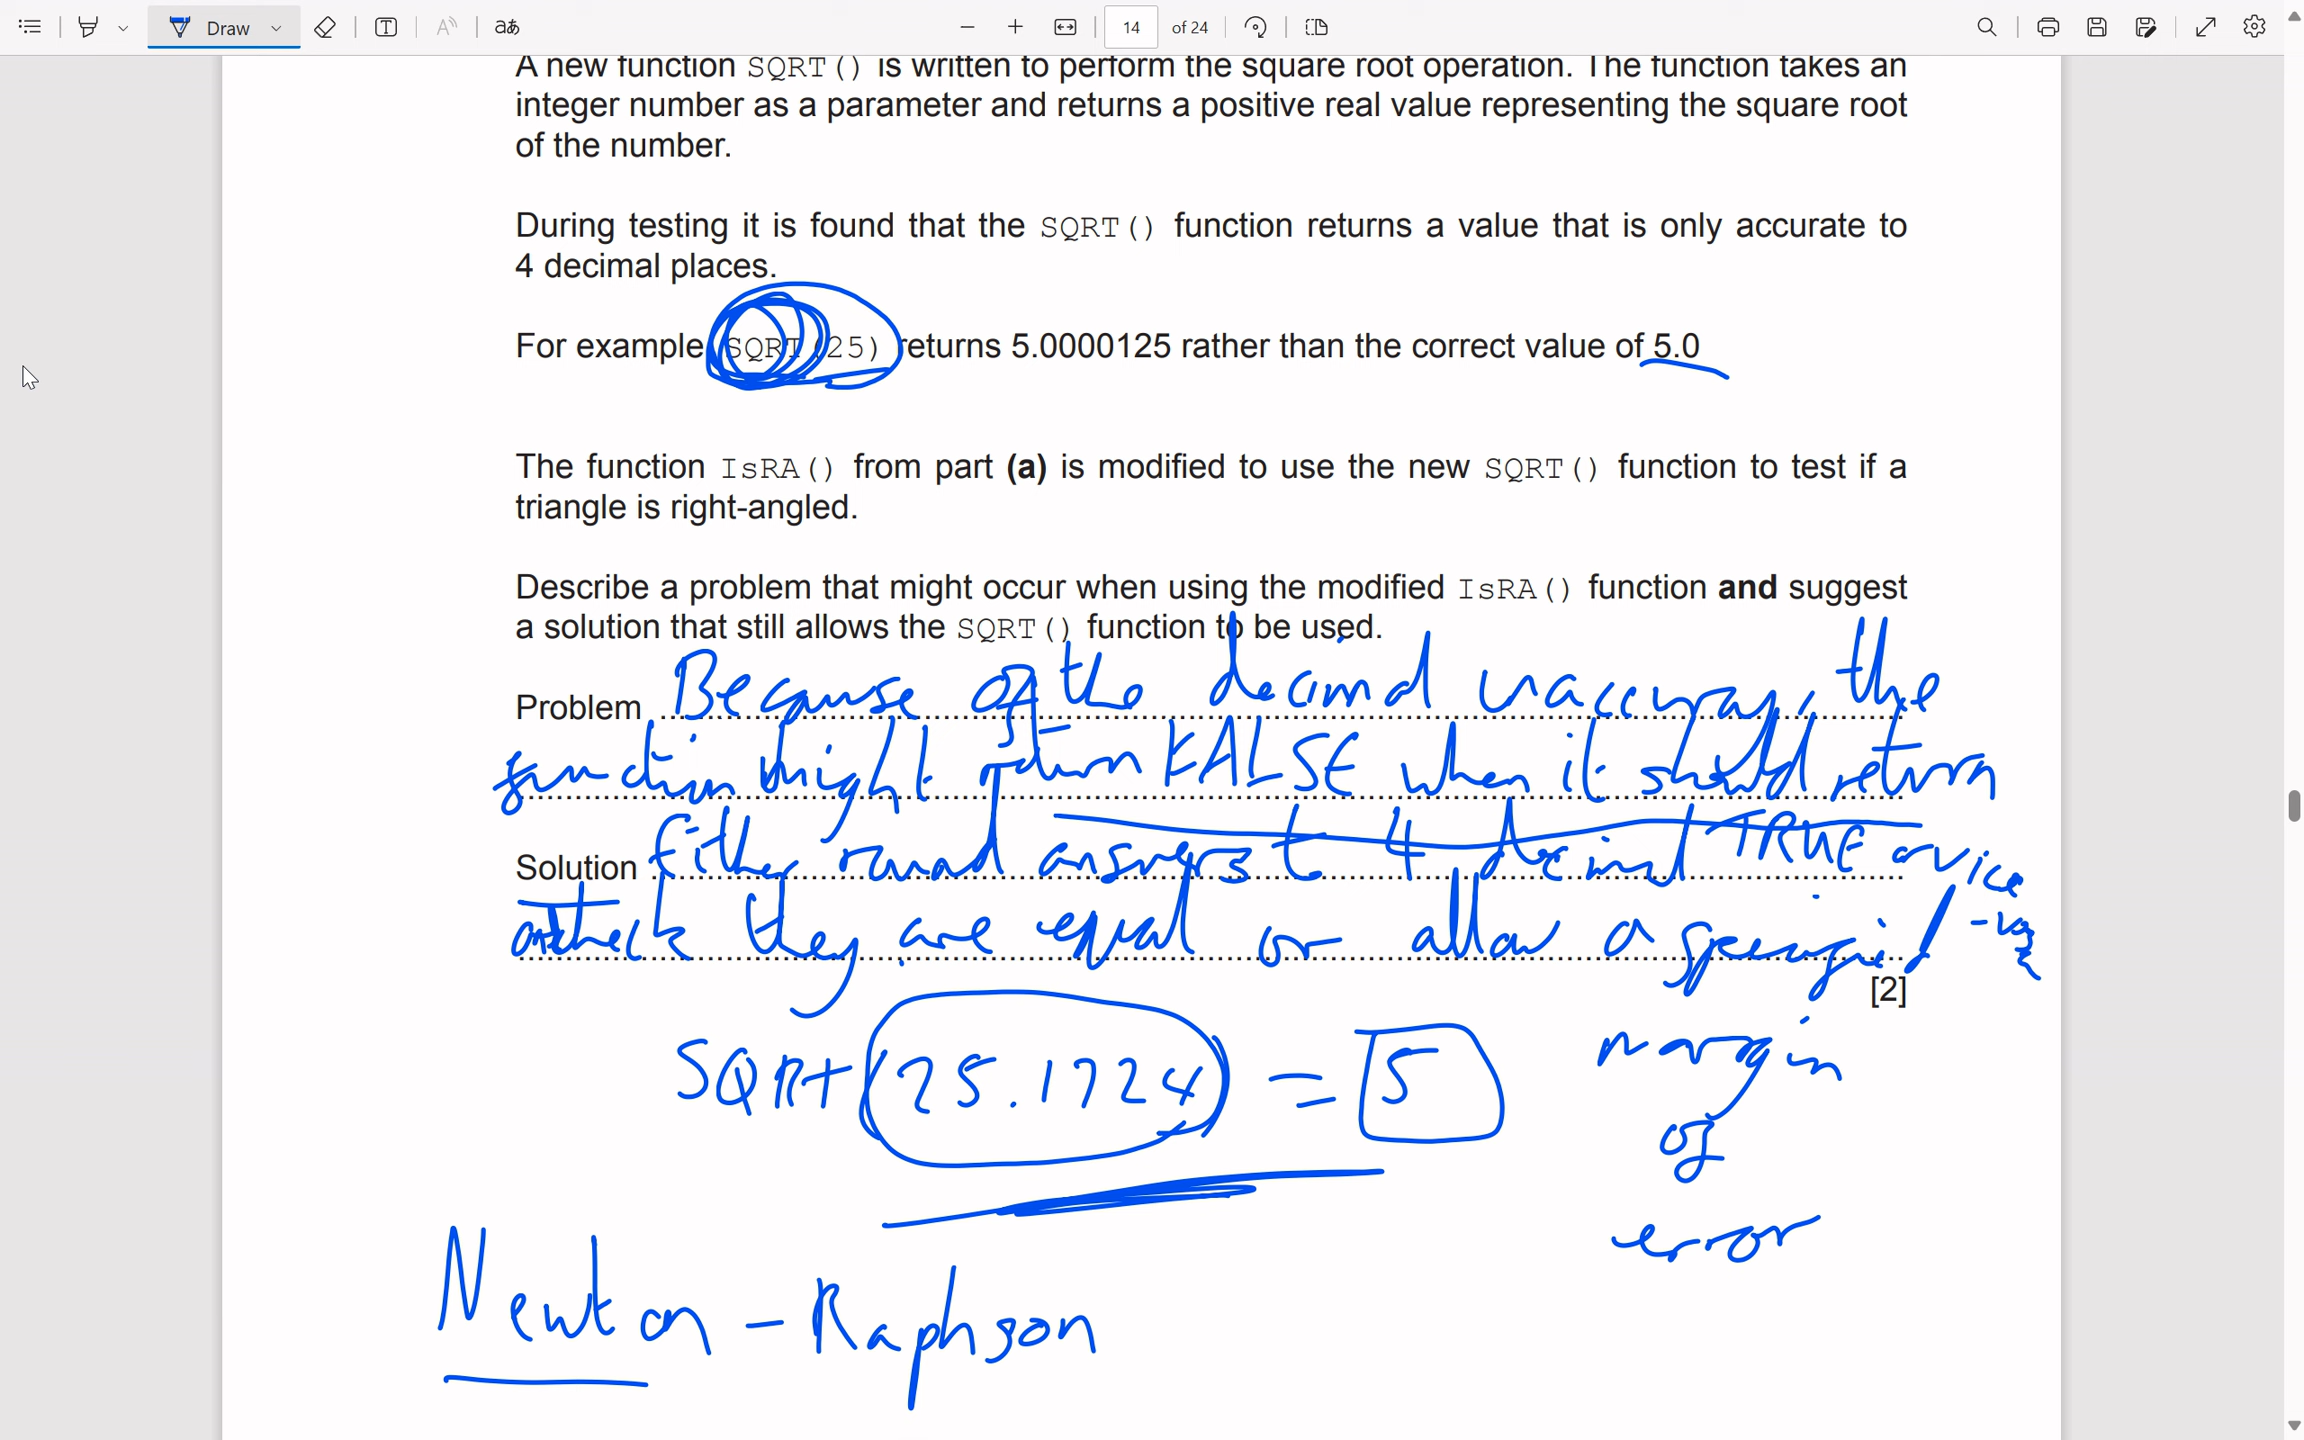 Draw
14 of 24
A new function SQRT() is written to perform the square root operation. The function takes an
integer number as a parameter and returns a positive real value representing the square root
of the number.
During testing it is found that the SQRT() function returns a value that is only accurate to
4 decimal places.
For example SQRT(25) returns 5.0000125 rather than the correct value of 5.0
The function IsRA() from part (a) is modified to use the new SQRT() function to test if a
triangle is right-angled.
Describe a problem that might occur when using the modified IsRA() function and suggest
a solution that still allows the SQRT() function to be used.
Problem Because of the decimal inaccuracy, the
function might return FALSE when it should return
TRUE or vice
Solution Either round answers to 4 decimal
check they are equal or allow a specified
[2]
SQRT(25.1724) = 5
margin
of
error
Newton - Raphson